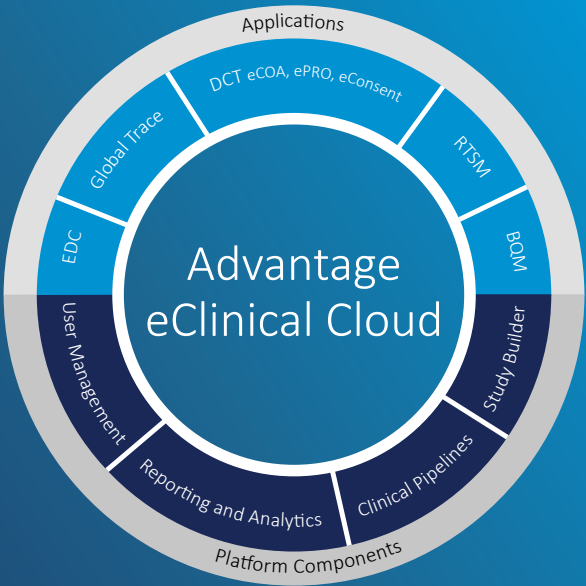 Applications
EDC
Global Trace
DCT eCOA, ePRO, eConsent
RTSM
BQM
Advantage
eClinical Cloud
User Management
Reporting and Analytics
Clinical Pipelines
Study Builder
Platform Components